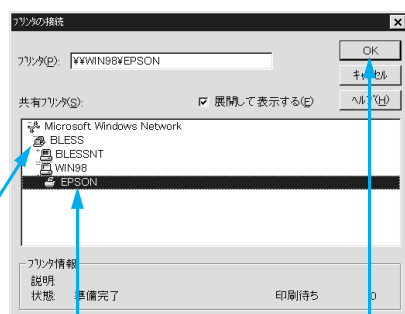 プリンタの接続
プリンタ(P): ¥¥WIN98¥EPSON
OK
キャンセル
共有プリンタ(S):
展開して表示する(E)
ヘルプ(H)
Microsoft Windows Network
BLESS
BLESSNT
WIN98
EPSON
プリンタ情報
説明:
状態: 準備完了
印刷待ち 0